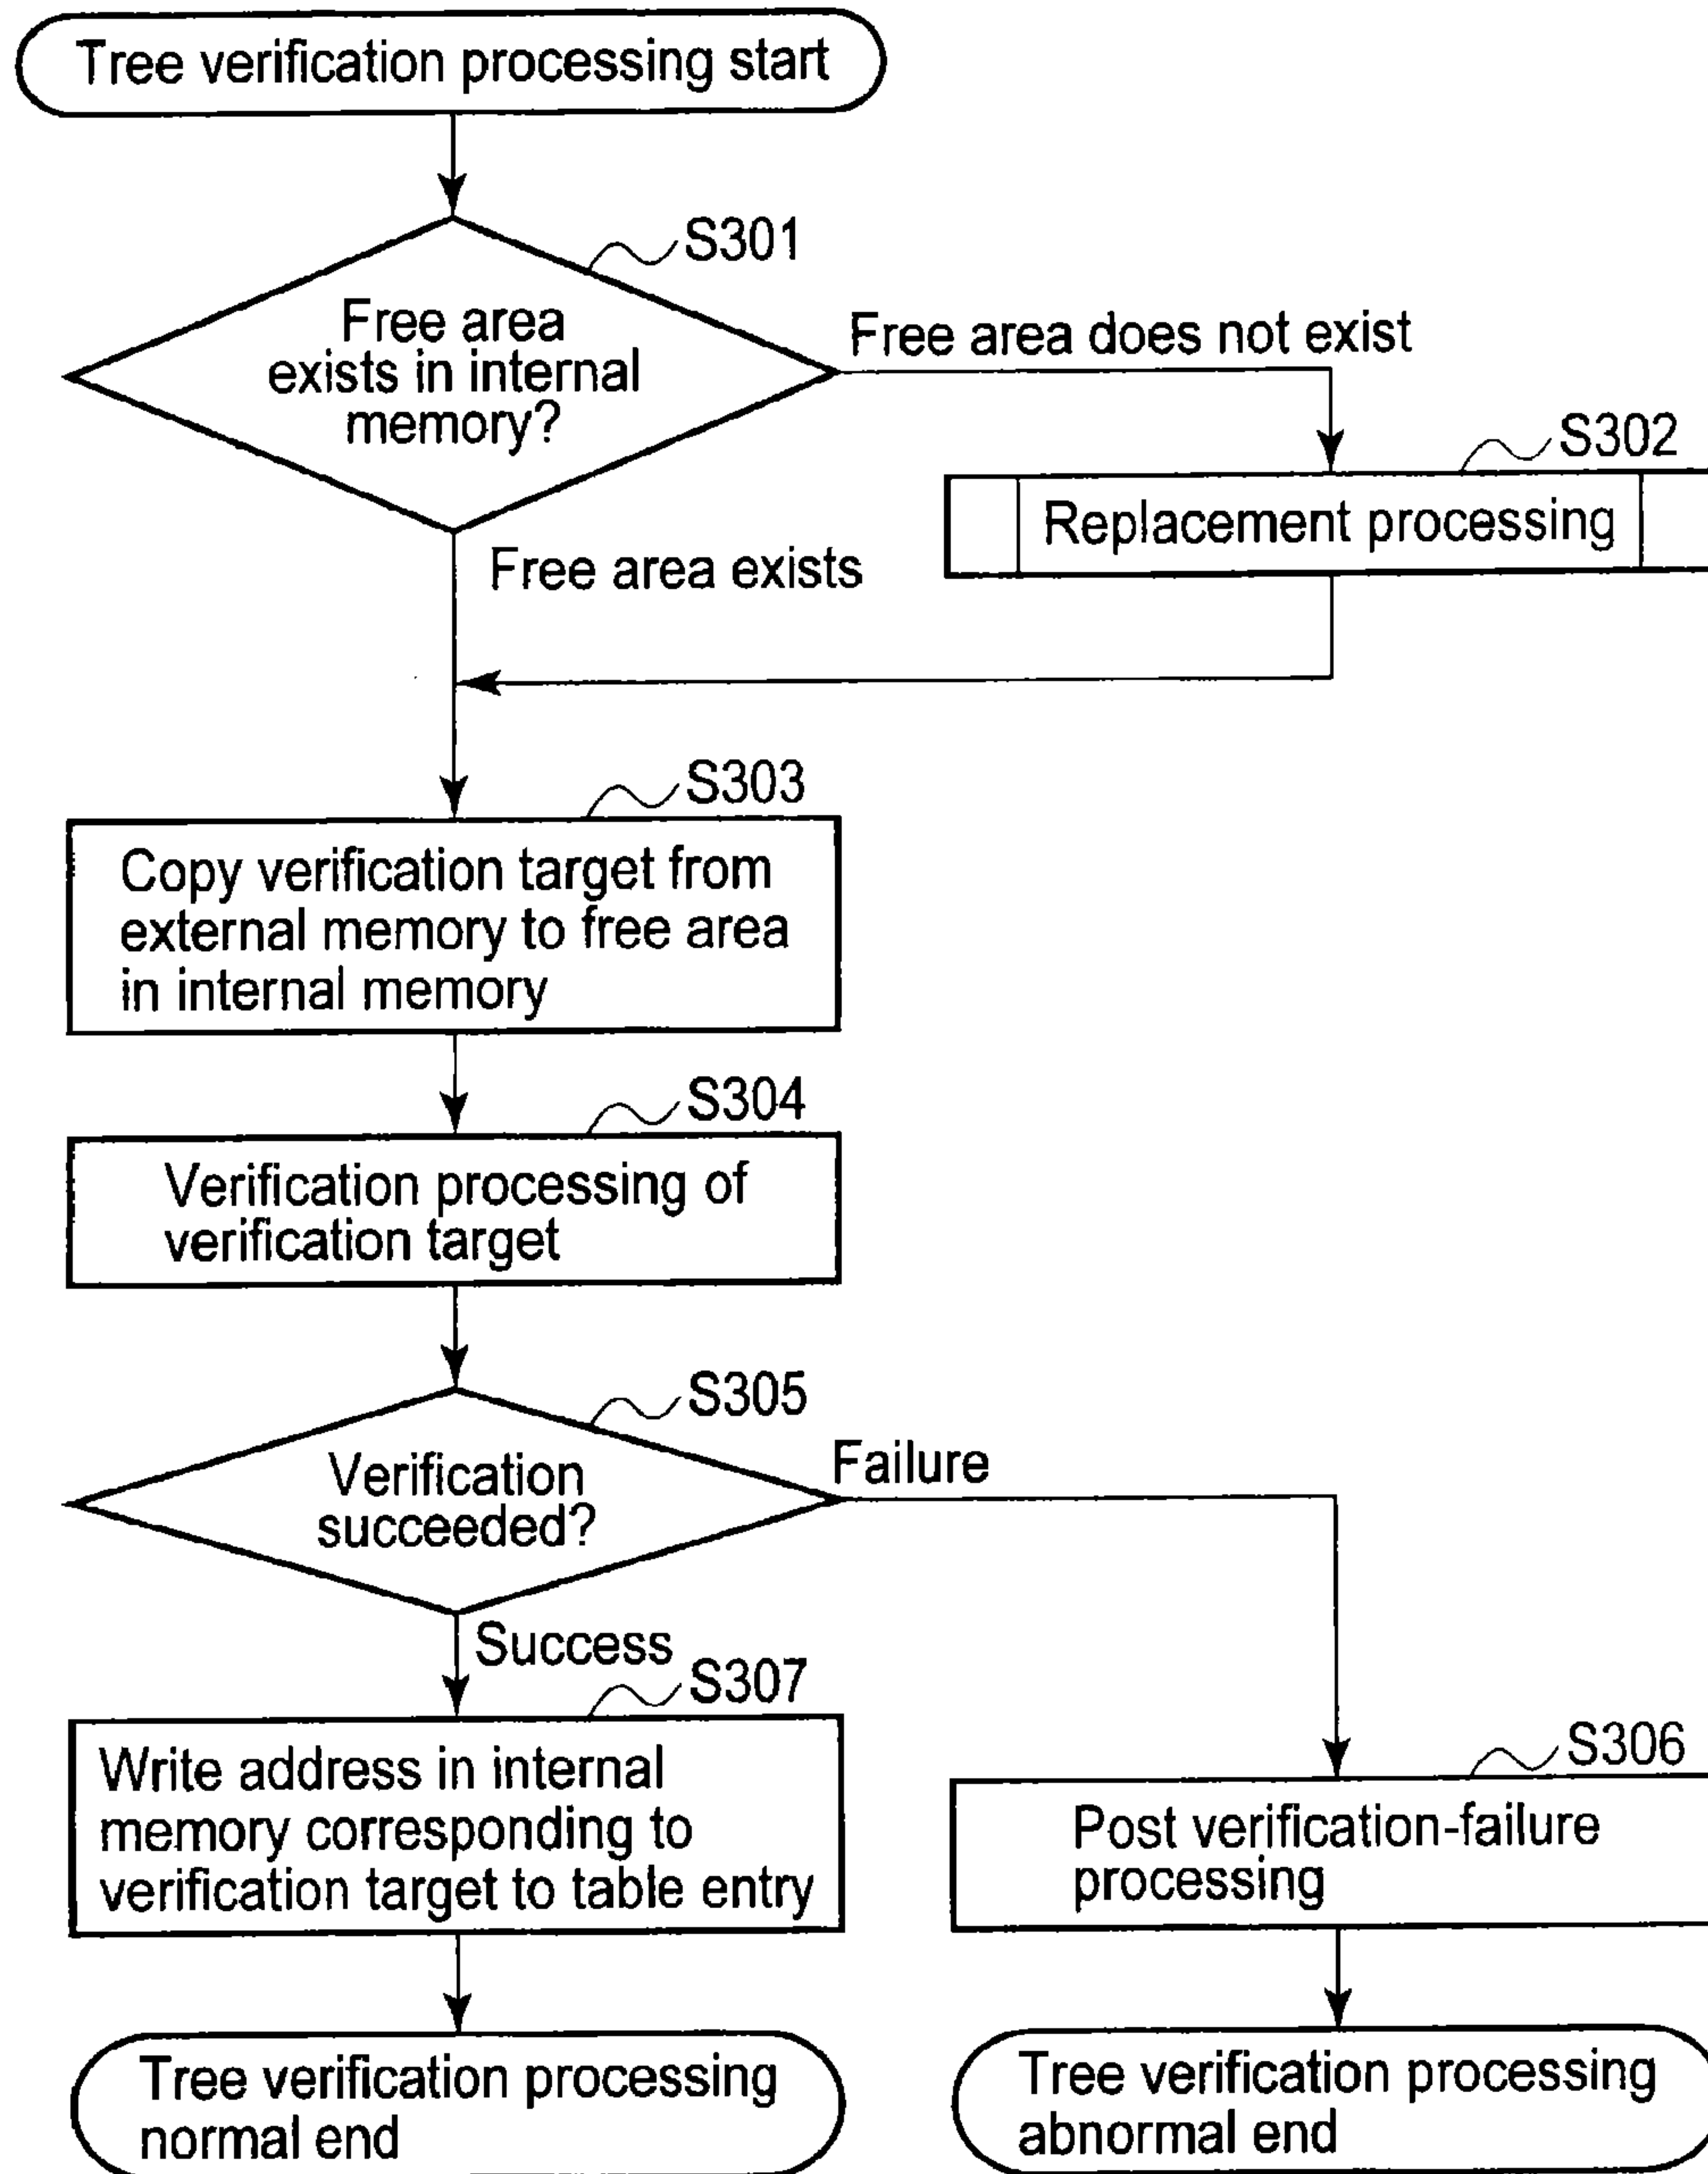 Tree verification processing start
S301
Free area
exists in internal
memory?
Free area does not exist
S302
Replacement processing
Free area exists
S303
Copy verification target from
external memory to free area
in internal memory
S304
Verification processing of
verification target
S305
Verification
succeeded?
Failure
Success
S307
Write address in internal
memory corresponding to
verification target to table entry
S306
Post verification-failure
processing
Tree verification processing
normal end
Tree verification processing
abnormal end